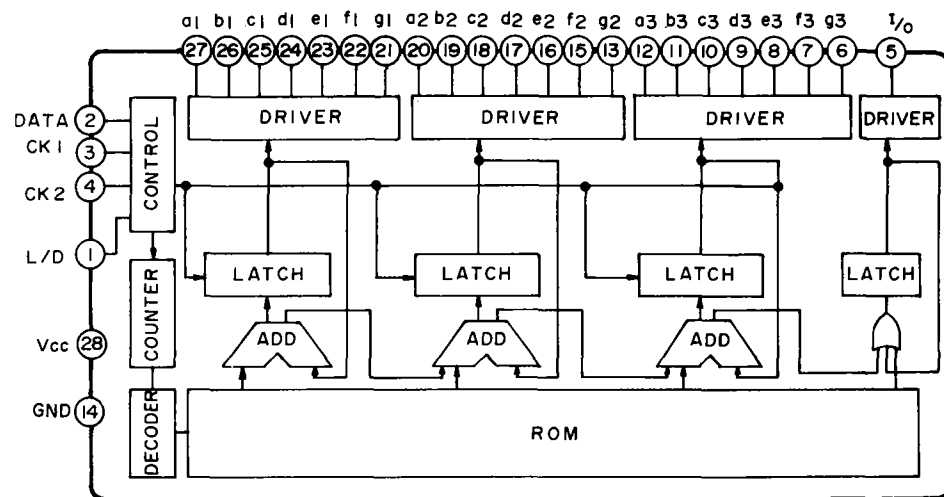 a1 b1 c1 d1 e1 f1 g1 a2 b2 c2 d2 e2 f2 g2 a3 b3 c3 d3 e3 f3 g3 I/O
27 26 25 24 23 22 21 20 19 18 17 16 15 13 12 11 10 9 8 7 6 5
DRIVER DRIVER DRIVER DRIVER
DATA 2
CK1 3
CK2 4
L/D 1
CONTROL
LATCH LATCH LATCH LATCH
COUNTER
ADD ADD ADD
Vcc 28
GND 14
DECODER
ROM